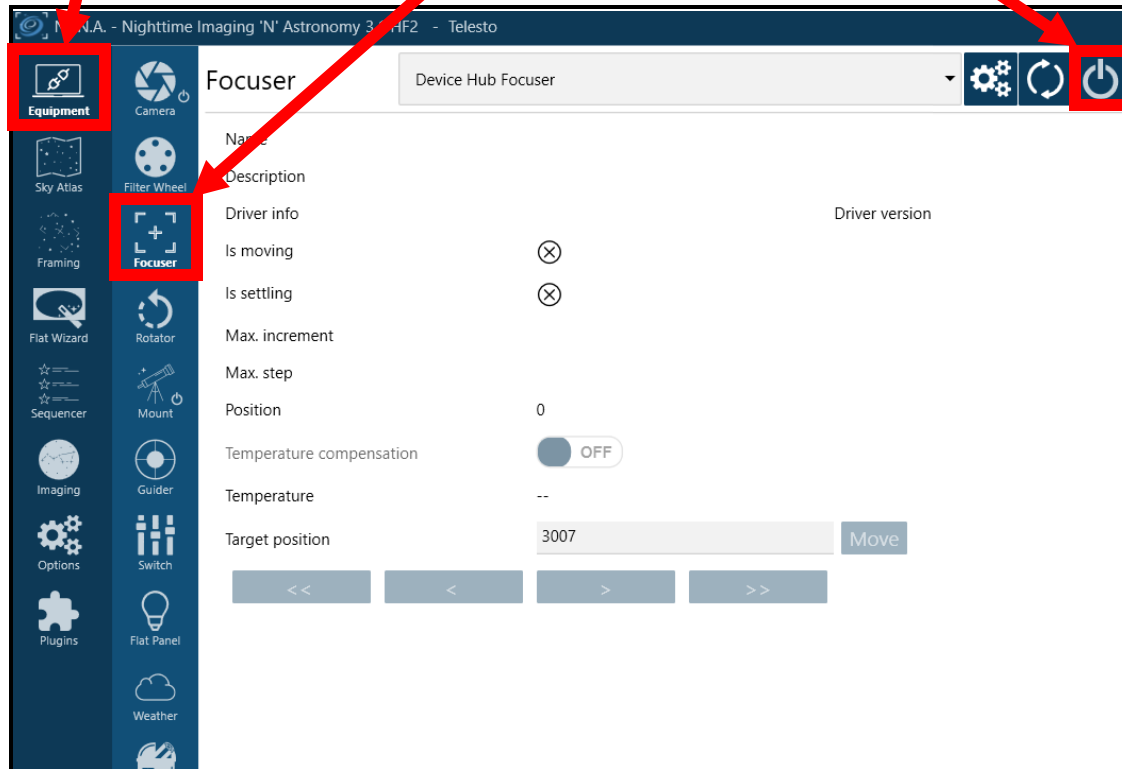 N.I.N.A. - Nighttime Imaging 'N' Astronomy HF2 - Telesto
Equipment
Sky Atlas
Framing
Flat Wizard
Sequencer
Imaging
Options
Plugins
Camera
Filter Wheel
Focuser
Rotator
Mount
Guider
Switch
Flat Panel
Weather
Focuser
Device Hub Focuser
Name
Description
Driver info
Driver version
Is moving
Is settling
Max. increment
Max. step
Position
0
Temperature compensation
OFF
Temperature
--
Target position
3007
Move
<<
<
>
>>